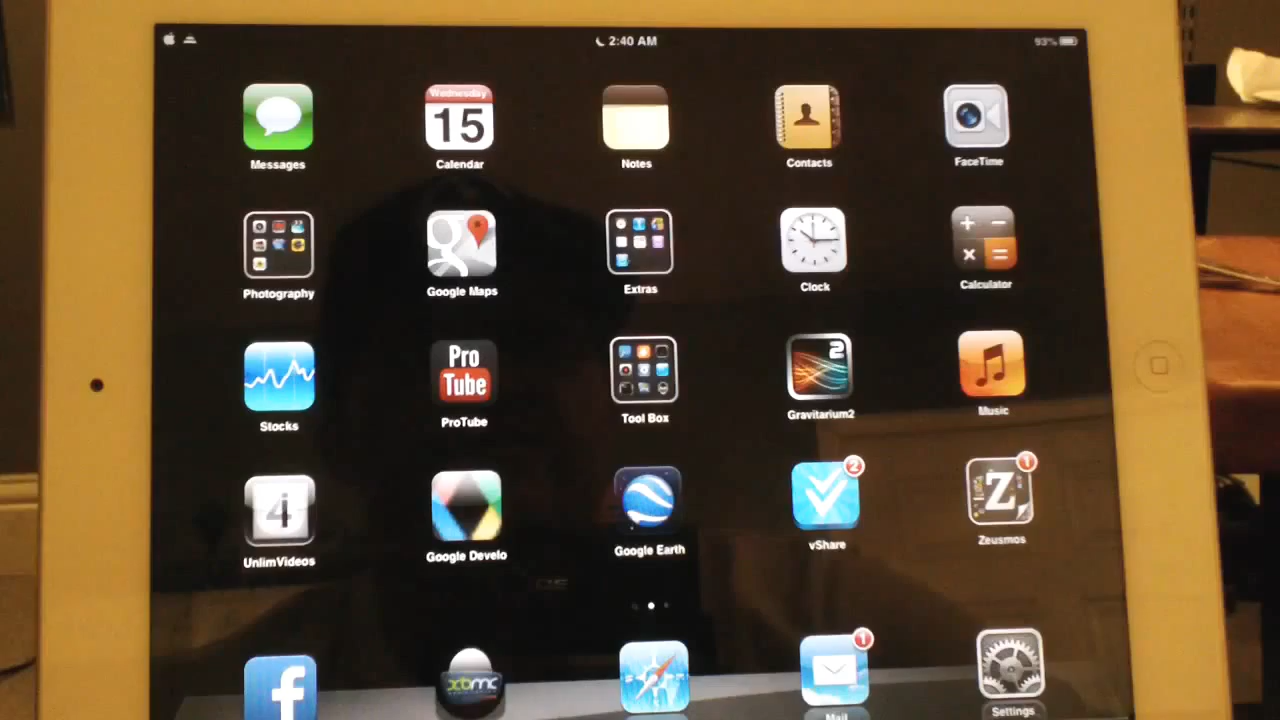 2:40 AM
93%
Wednesday
15
Messages
Calendar
Notes
Contacts
FaceTime
Photography
Google Maps
Extras
Clock
Calculator
2
Pro
Tube
Stocks
ProTube
Tool Box
Gravitarium2
Music
4
2
Z
1
UnlimVideos
Google Develo
Google Earth
vShare
Zeusmos
f
xbmc
1
Mail
Settings